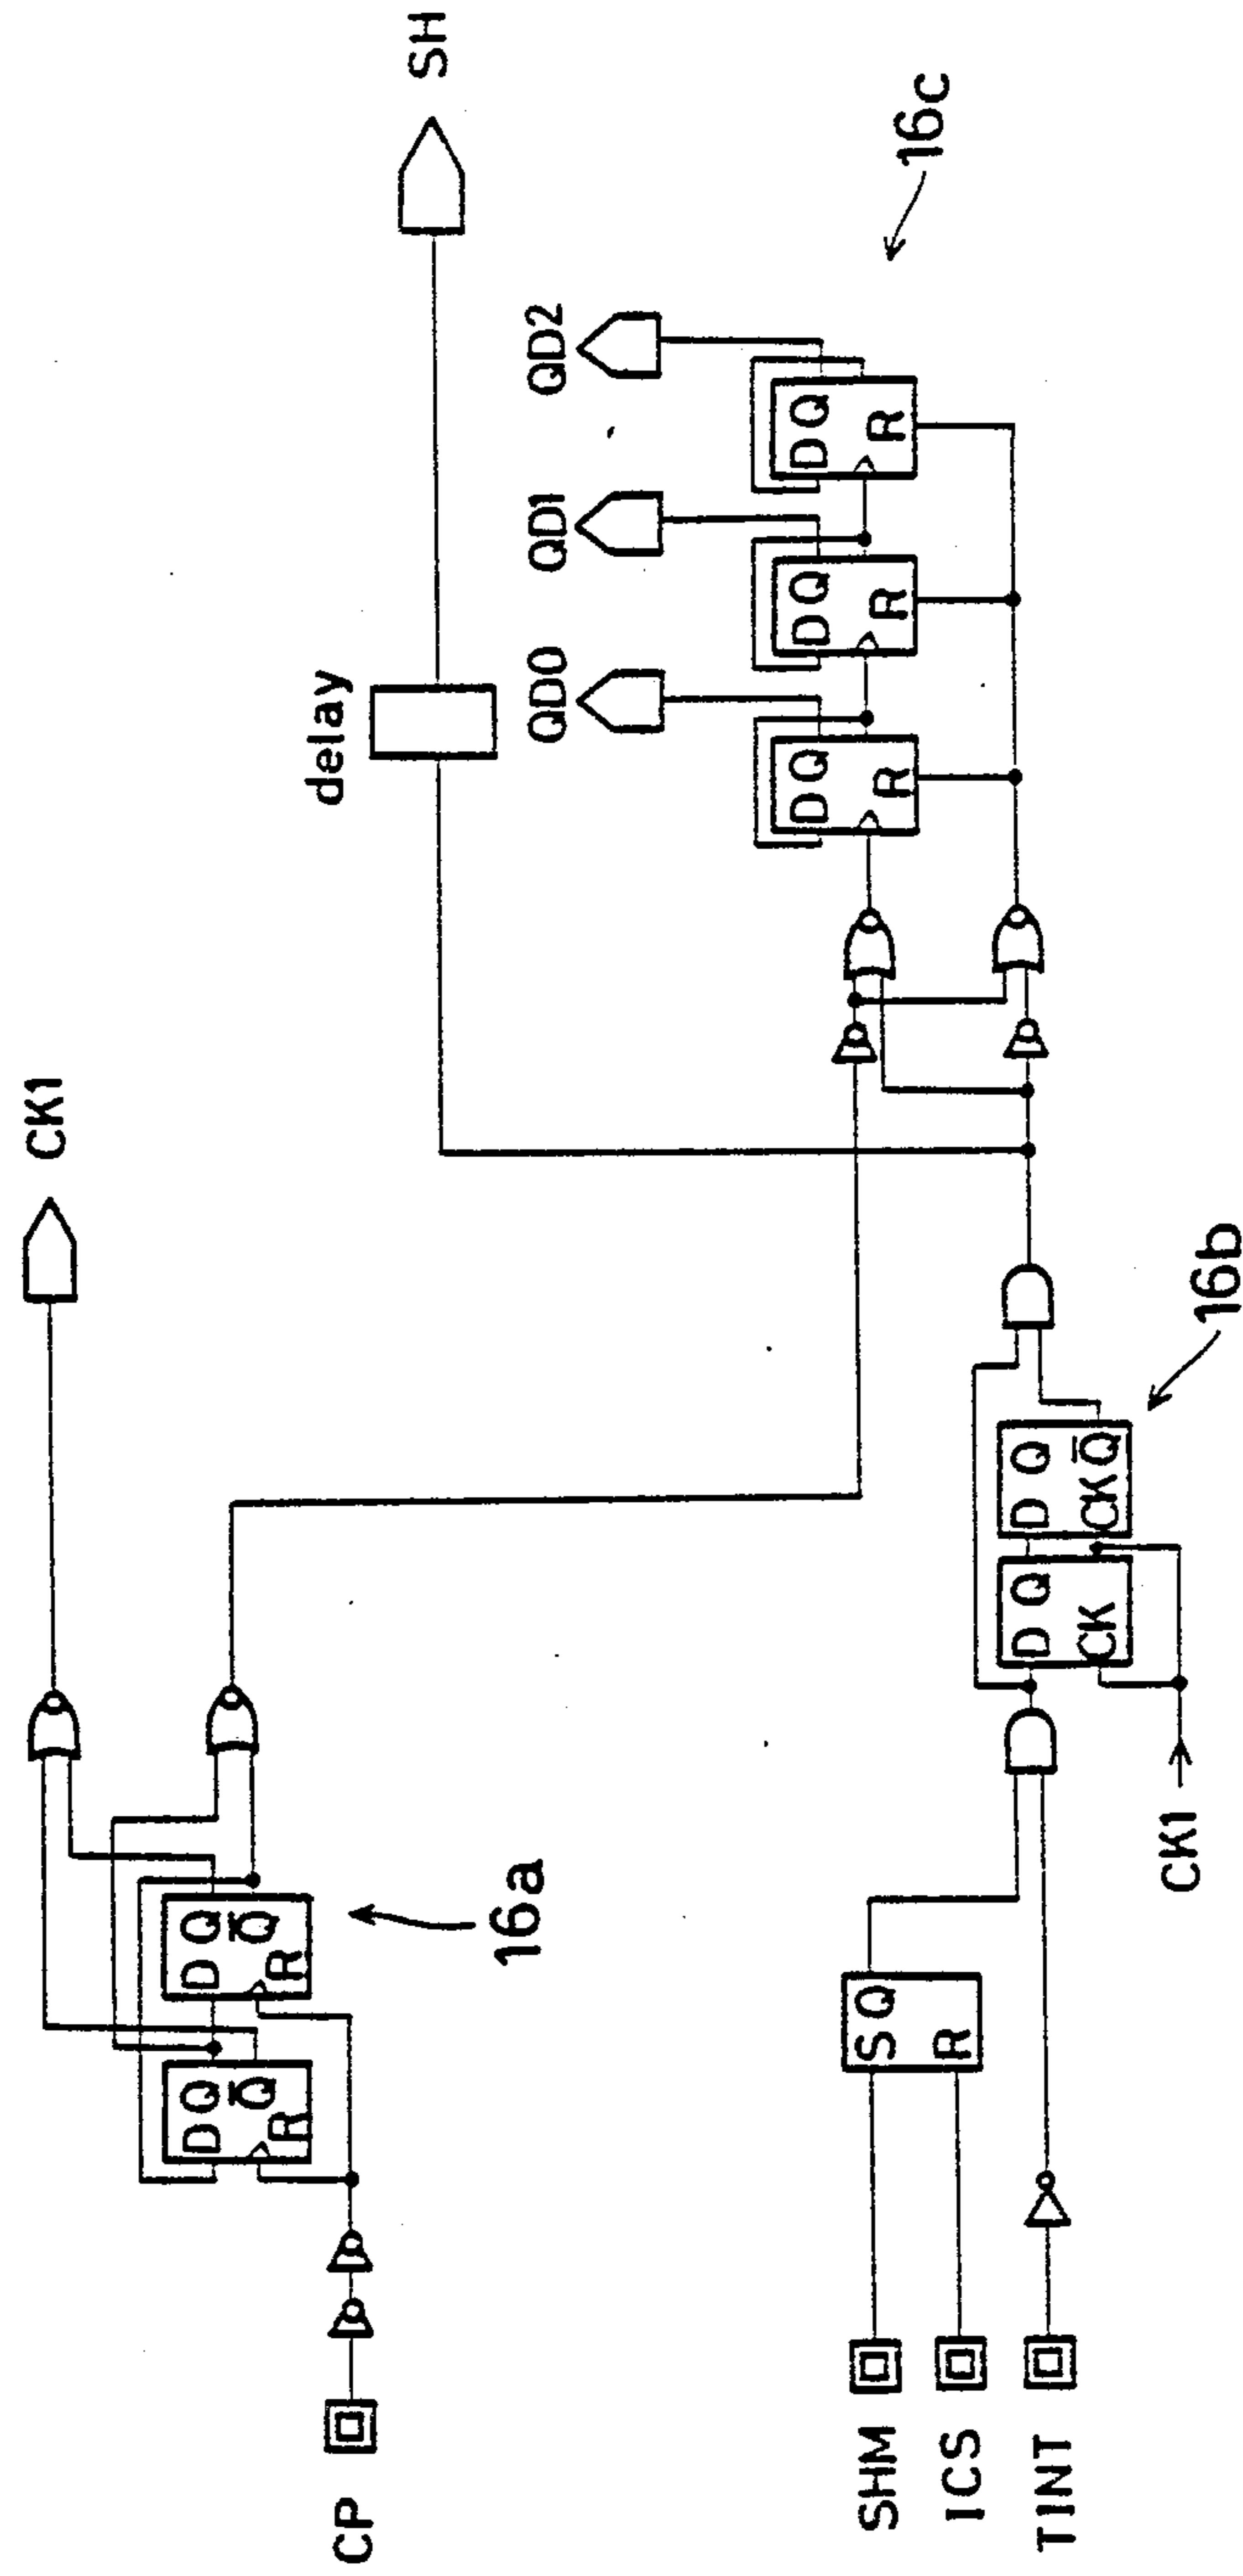 CK1
D Q D Q
Q̅ Q̅
R R
delay
CP
SH
16a
QD0 QD1 QD2
D Q D Q D Q
R R R
SHM
S Q
16c
ICS
R
D Q D Q
TINT
CK CK Q̅
CK1
16b